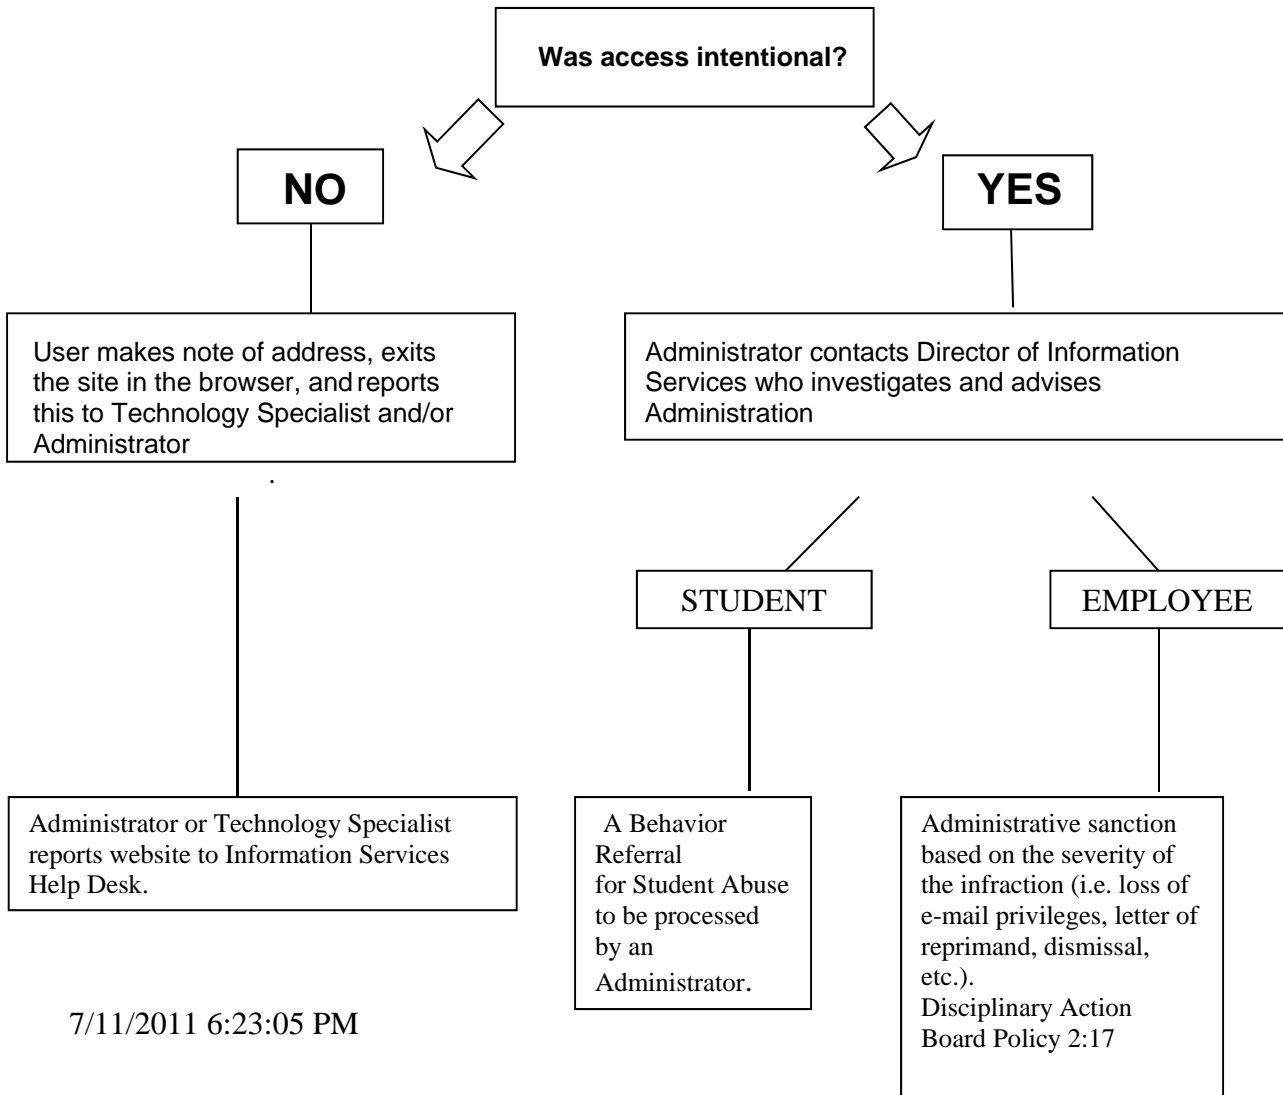 Was access intentional?
NO
YES
User makes note of address, exits
the site in the browser, and reports
this to Technology Specialist and/or
Administrator
.
Administrator contacts Director of Information
Services who investigates and advises
Administration
STUDENT
EMPLOYEE
Administrator or Technology Specialist
reports website to Information Services
Help Desk.
A Behavior
Referral
for Student Abuse
to be processed
by an
Administrator.
Administrative sanction
based on the severity of
the infraction (i.e. loss of
e-mail privileges, letter of
reprimand, dismissal,
etc.).
Disciplinary Action
Board Policy 2:17
7/11/2011 6:23:05 PM